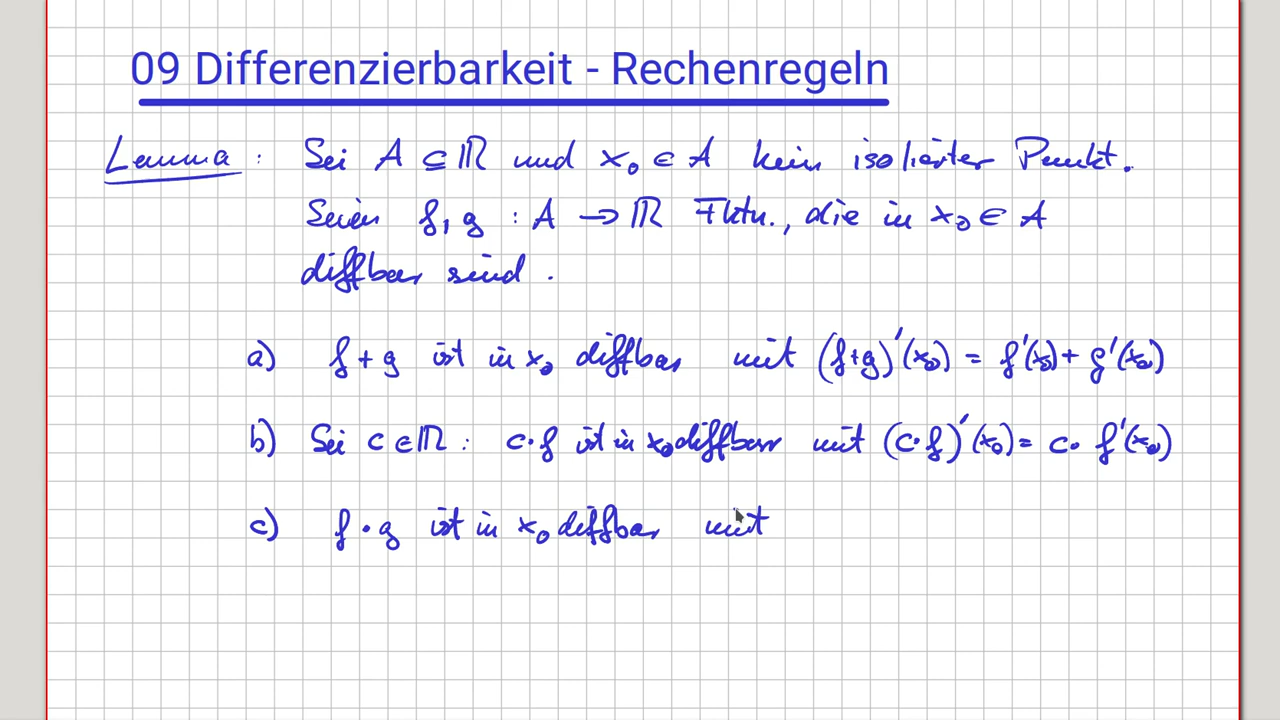 09 Differenzierbarkeit - Rechenregeln
Lemma : Sei A ⊆ ℝ und x₀ ∈ A kein isolierter Punkt.
Seien f, g : A → ℝ Fktn., die in x₀ ∈ A
diffbar sind.
a) f + g ist in x₀ diffbar mit (f+g)'(x₀) = f'(x₀) + g'(x₀)
b) Sei c ∈ ℝ : c · f ist in x₀ diffbar mit (c · f)'(x₀) = c · f'(x₀)
c) f · g ist in x₀ diffbar mit